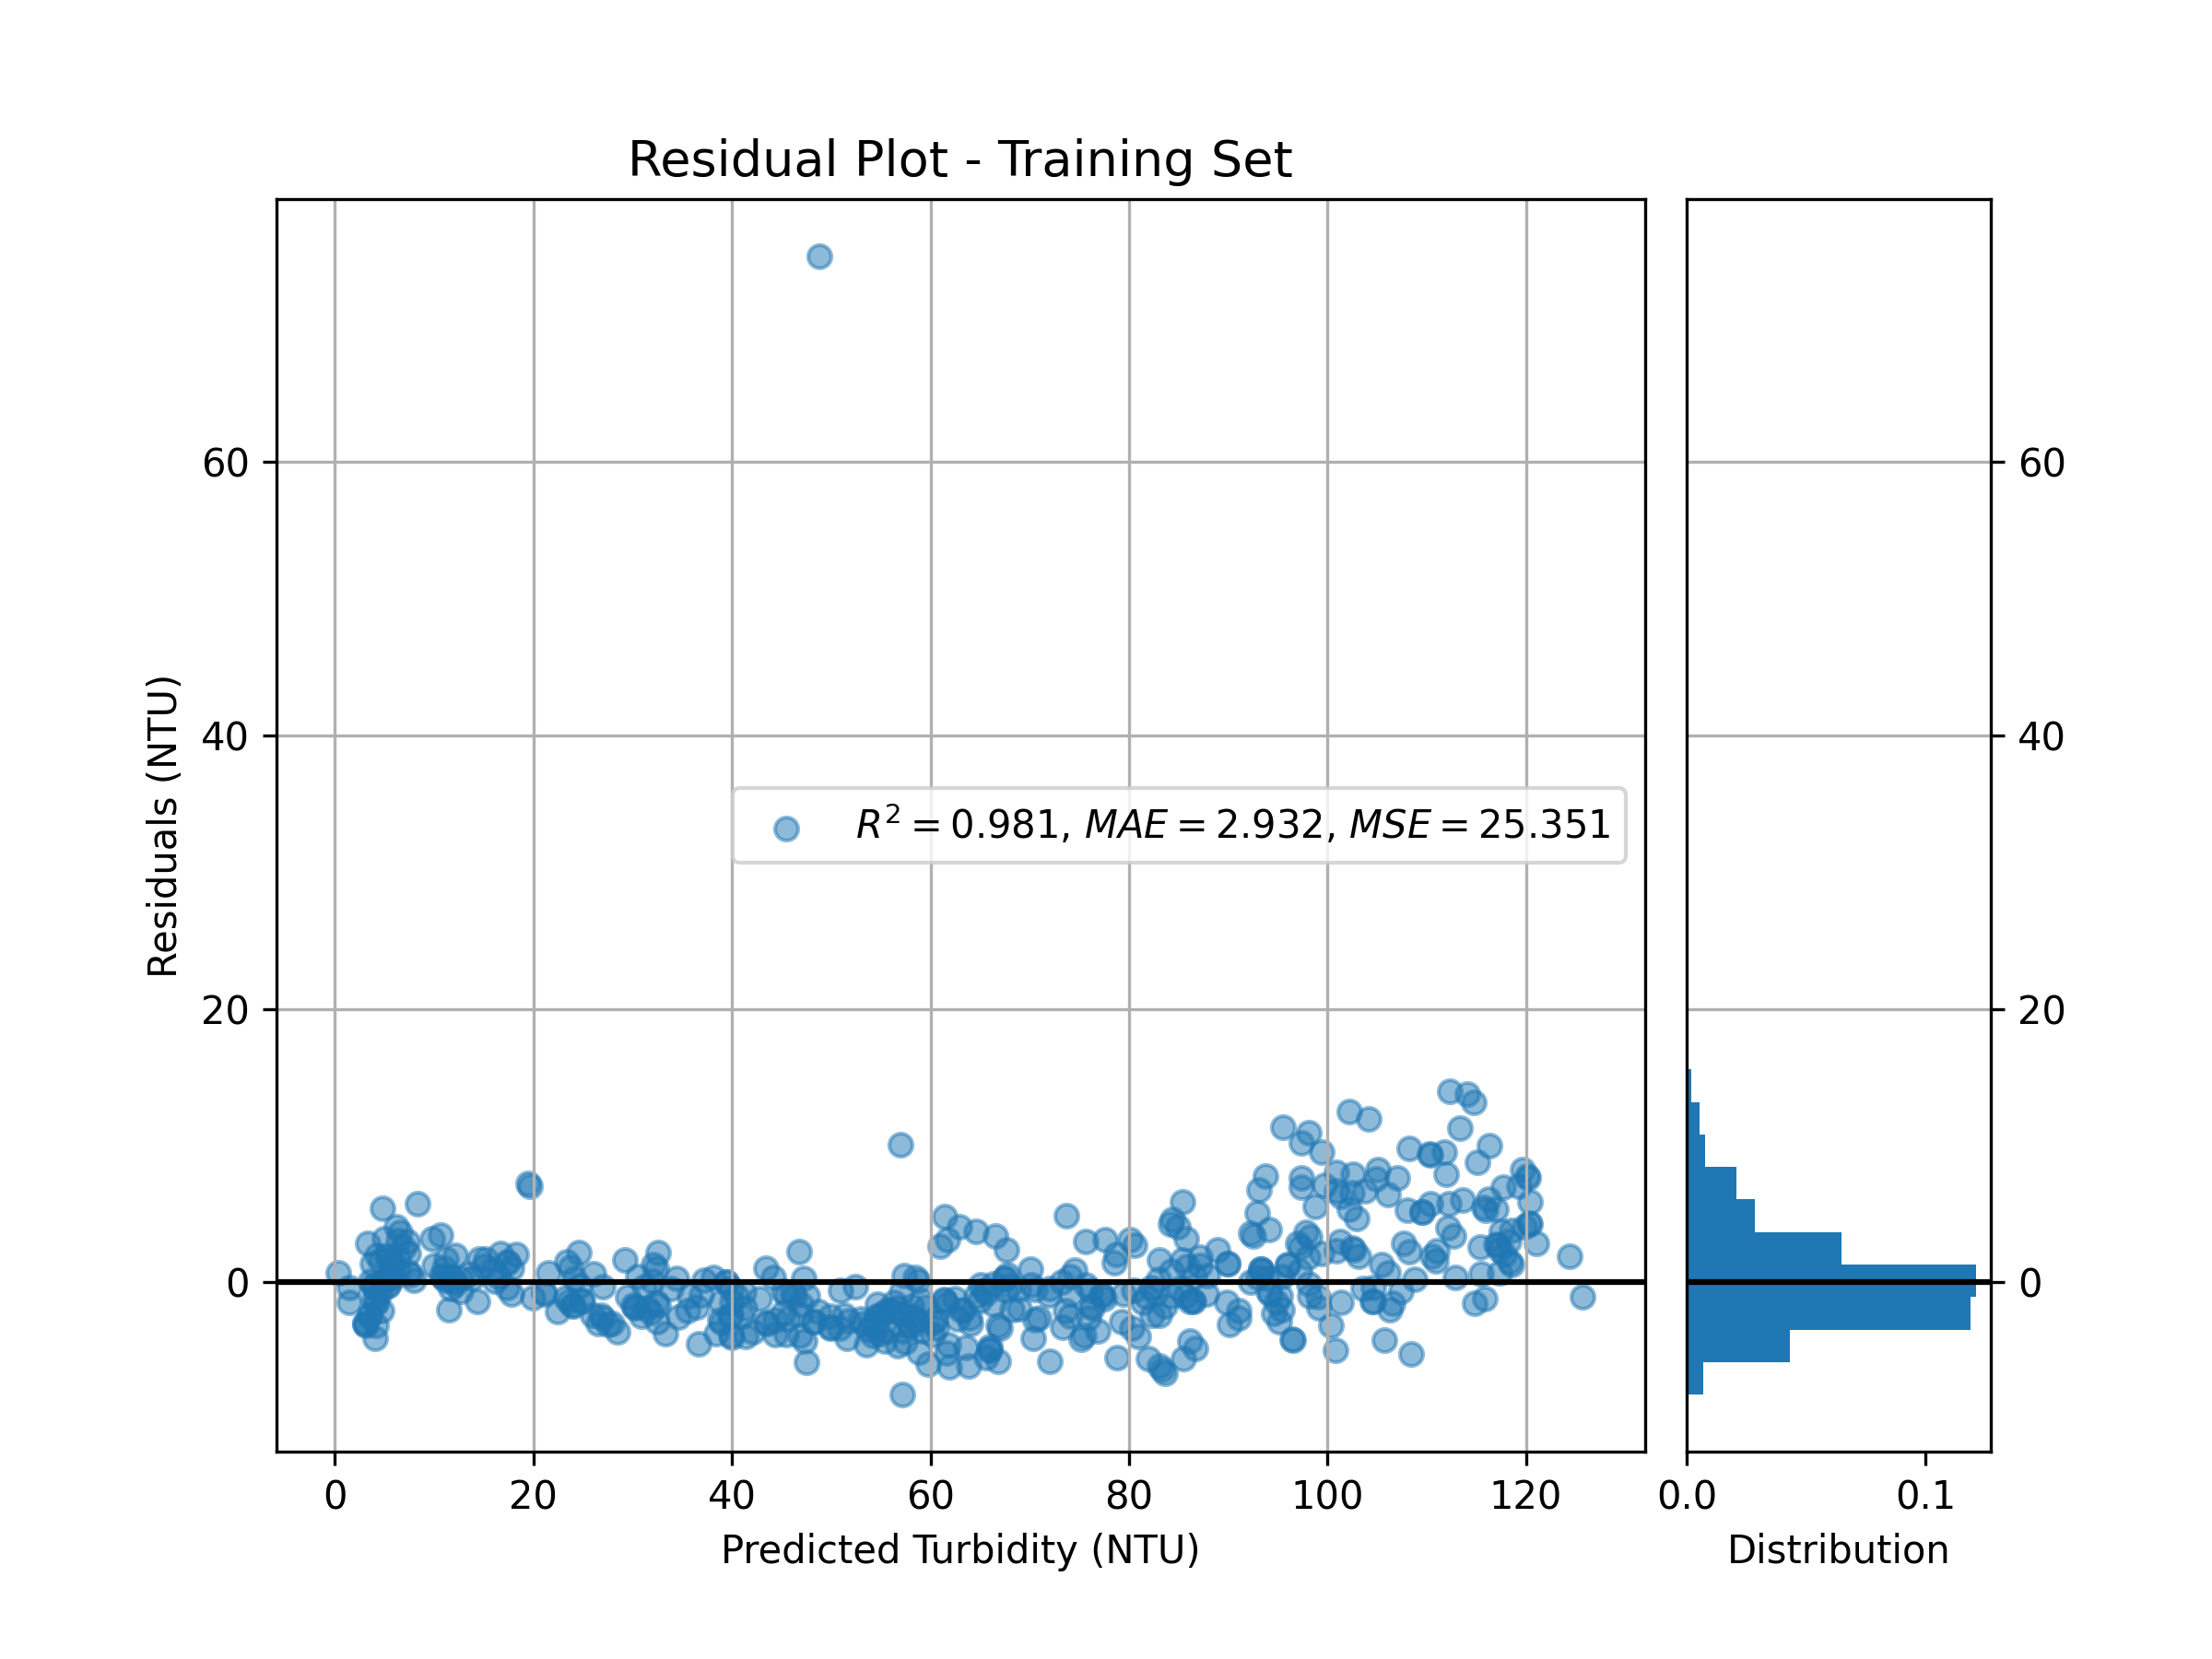 Residual Plot - Training Set
60
40
20
0
Residuals (NTU)
R² = 0.981, MAE = 2.932, MSE = 25.351
60
40
20
0
0 20 40 60 80 100 120
Predicted Turbidity (NTU)
0.0 0.1
Distribution